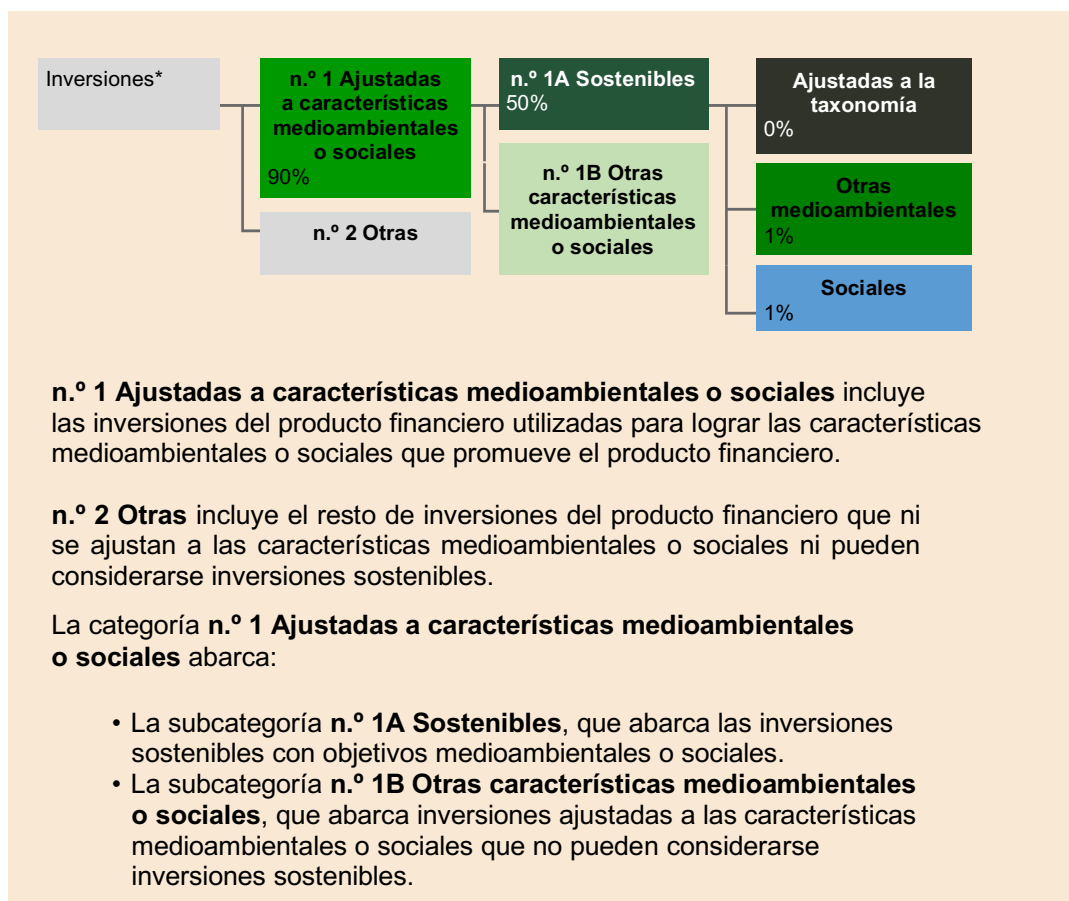 Inversiones*
n.º 1 Ajustadas
a características
medioambientales
o sociales
90%
n.º 2 Otras
n.º 1A Sostenibles
50%
n.º 1B Otras
características
medioambientales
o sociales
Ajustadas a la
taxonomía
0%
Otras
medioambientales
1%
Sociales
1%
n.º 1 Ajustadas a características medioambientales o sociales incluye
las inversiones del producto financiero utilizadas para lograr las características
medioambientales o sociales que promueve el producto financiero.
n.º 2 Otras incluye el resto de inversiones del producto financiero que ni
se ajustan a las características medioambientales o sociales ni pueden
considerarse inversiones sostenibles.
La categoría n.º 1 Ajustadas a características medioambientales
o sociales abarca:
• La subcategoría n.º 1A Sostenibles, que abarca las inversiones
sostenibles con objetivos medioambientales o sociales.
• La subcategoría n.º 1B Otras características medioambientales
o sociales, que abarca inversiones ajustadas a las características
medioambientales o sociales que no pueden considerarse
inversiones sostenibles.